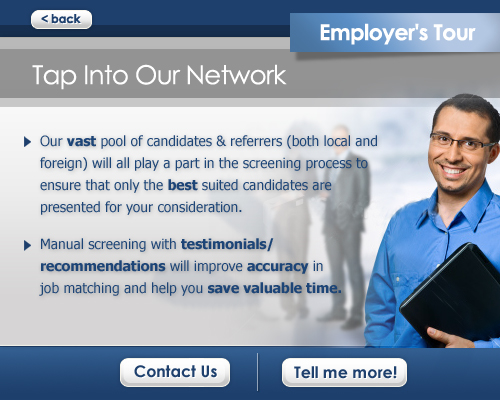 < back
Employer's Tour
Tap Into Our Network
Our vast pool of candidates & referrers (both local and
foreign) will all play a part in the screening process to
ensure that only the best suited candidates are
presented for your consideration.
Manual screening with testimonials/
recommendations will improve accuracy in
job matching and help you save valuable time.
Contact Us
Tell me more!